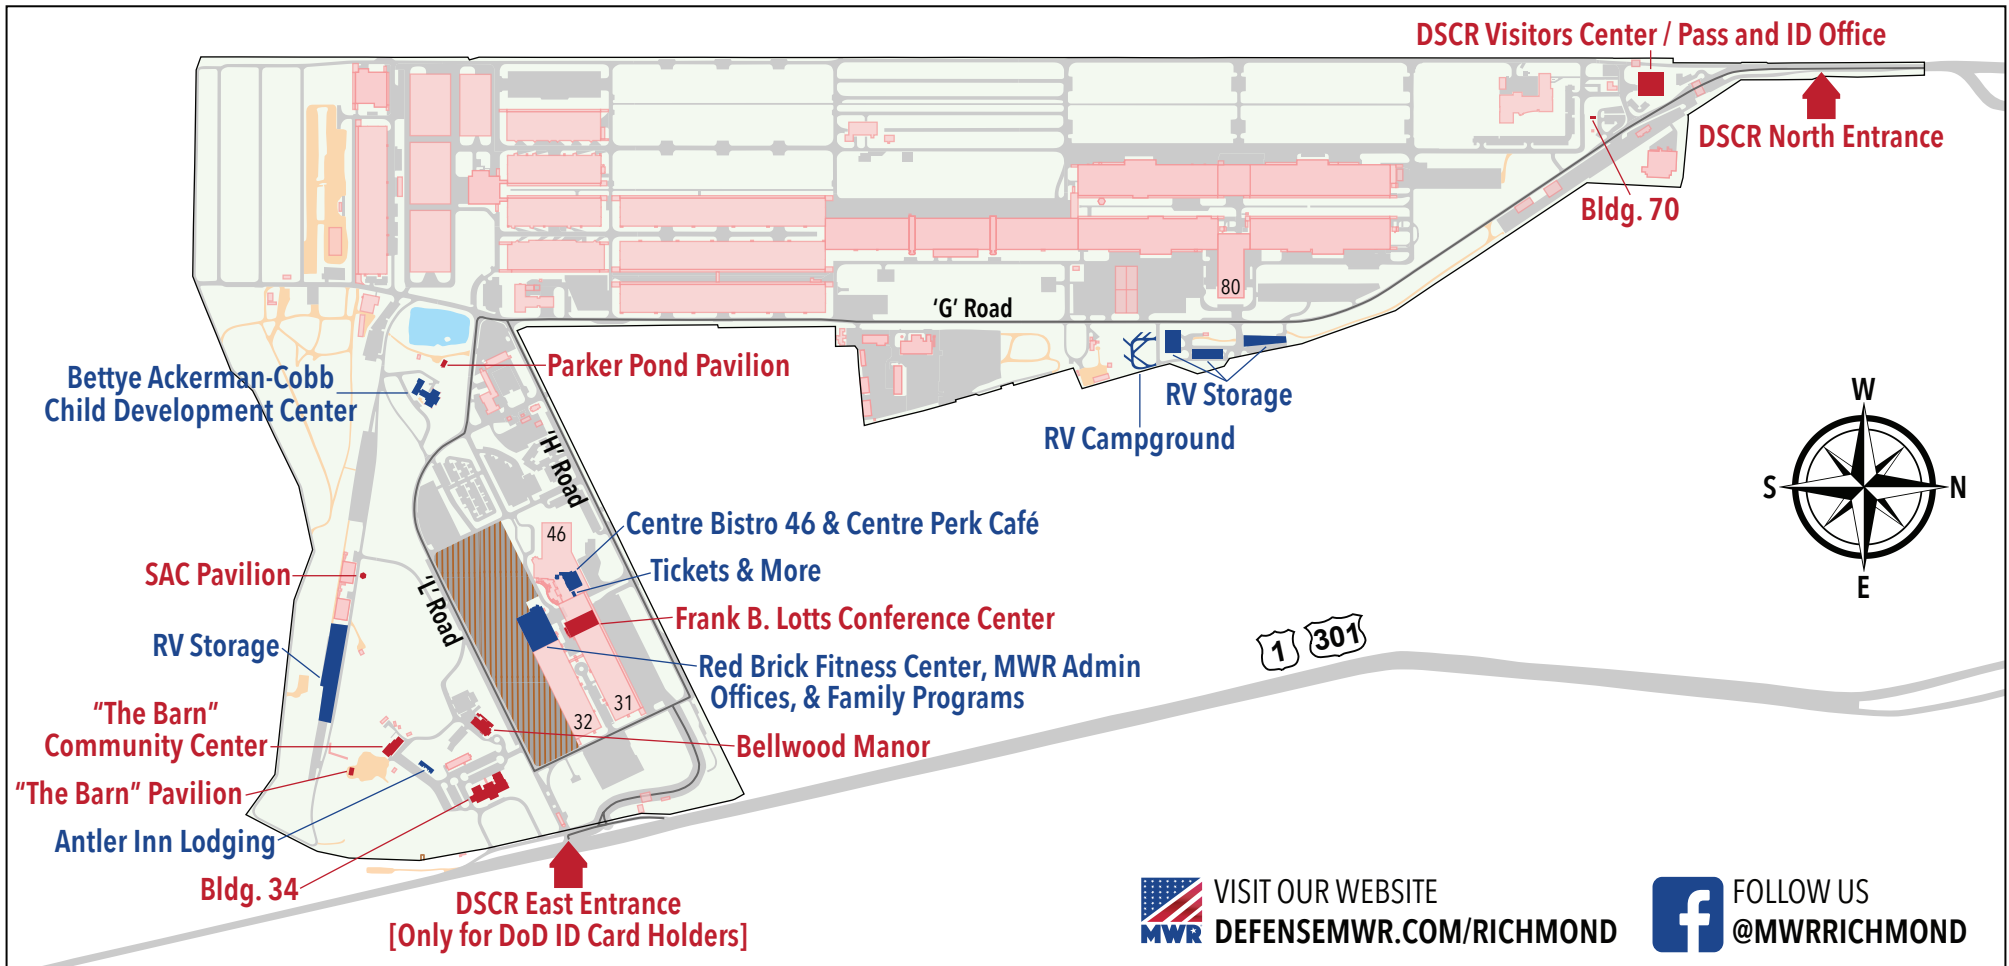 DSCR Visitors Center / Pass and ID Office
DSCR North Entrance
Bldg. 70
80
'G' Road
Parker Pond Pavilion
Bettye Ackerman-Cobb
Child Development Center
RV Storage
RV Campground
W
S
N
E
'H' Road
'L' Road
46
Centre Bistro 46 & Centre Perk Café
Tickets & More
SAC Pavilion
Frank B. Lotts Conference Center
RV Storage
Red Brick Fitness Center, MWR Admin
Offices, & Family Programs
1
301
31
32
"The Barn"
Community Center
Bellwood Manor
"The Barn" Pavilion
Antler Inn Lodging
Bldg. 34
DSCR East Entrance
[Only for DoD ID Card Holders]
MWR
VISIT OUR WEBSITE
DEFENSEMWR.COM/RICHMOND
f
FOLLOW US
@MWRRICHMOND